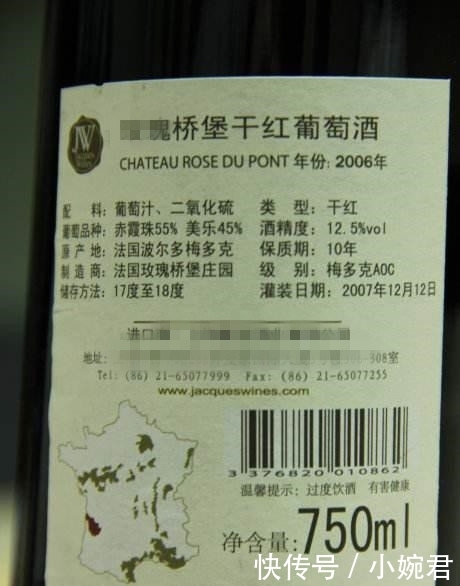 JW
瑰桥堡干红葡萄酒
CHATEAU ROSE DU PONT 年份: 2006年
配 料: 葡萄汁、二氧化硫 类 型: 干红
葡萄品种: 赤霞珠55% 美乐45% 酒精度: 12.5%vol
原 产 地: 法国波尔多梅多克 保质期: 10年
制 造 商: 法国玫瑰桥堡庄园 级 别: 梅多克AOC
储存方法: 17度至18度 灌装日期: 2007年12月12日
进口
地址: 808室
Tel: (86) 21-65077999 Fax: (86) 21-65077255
www.jacqueswines.com
3 376820 010862
温馨提示: 过度饮酒 有害健康
净含量: 750ml
快传号 / 小婉君